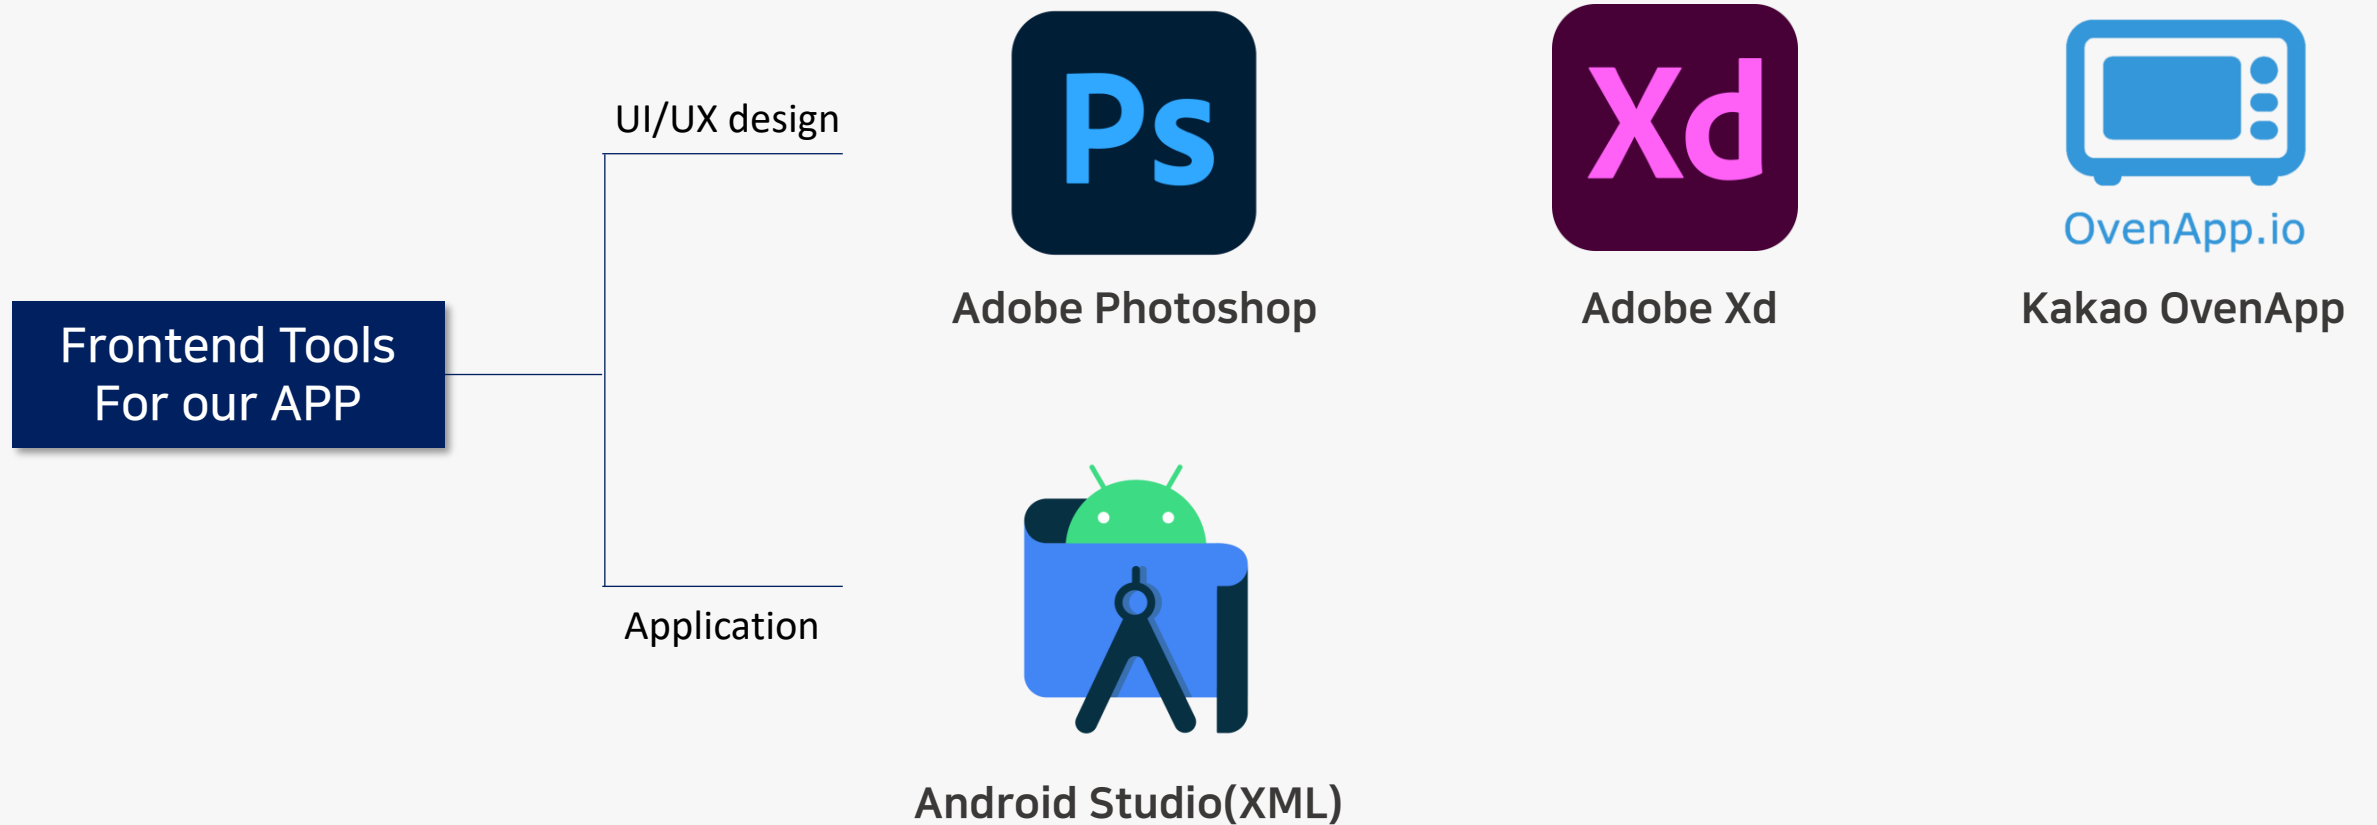 UI/UX design
Ps
Xd
OvenApp.io
Adobe Photoshop
Adobe Xd
Kakao OvenApp
Frontend Tools
For our APP
Application
Android Studio(XML)